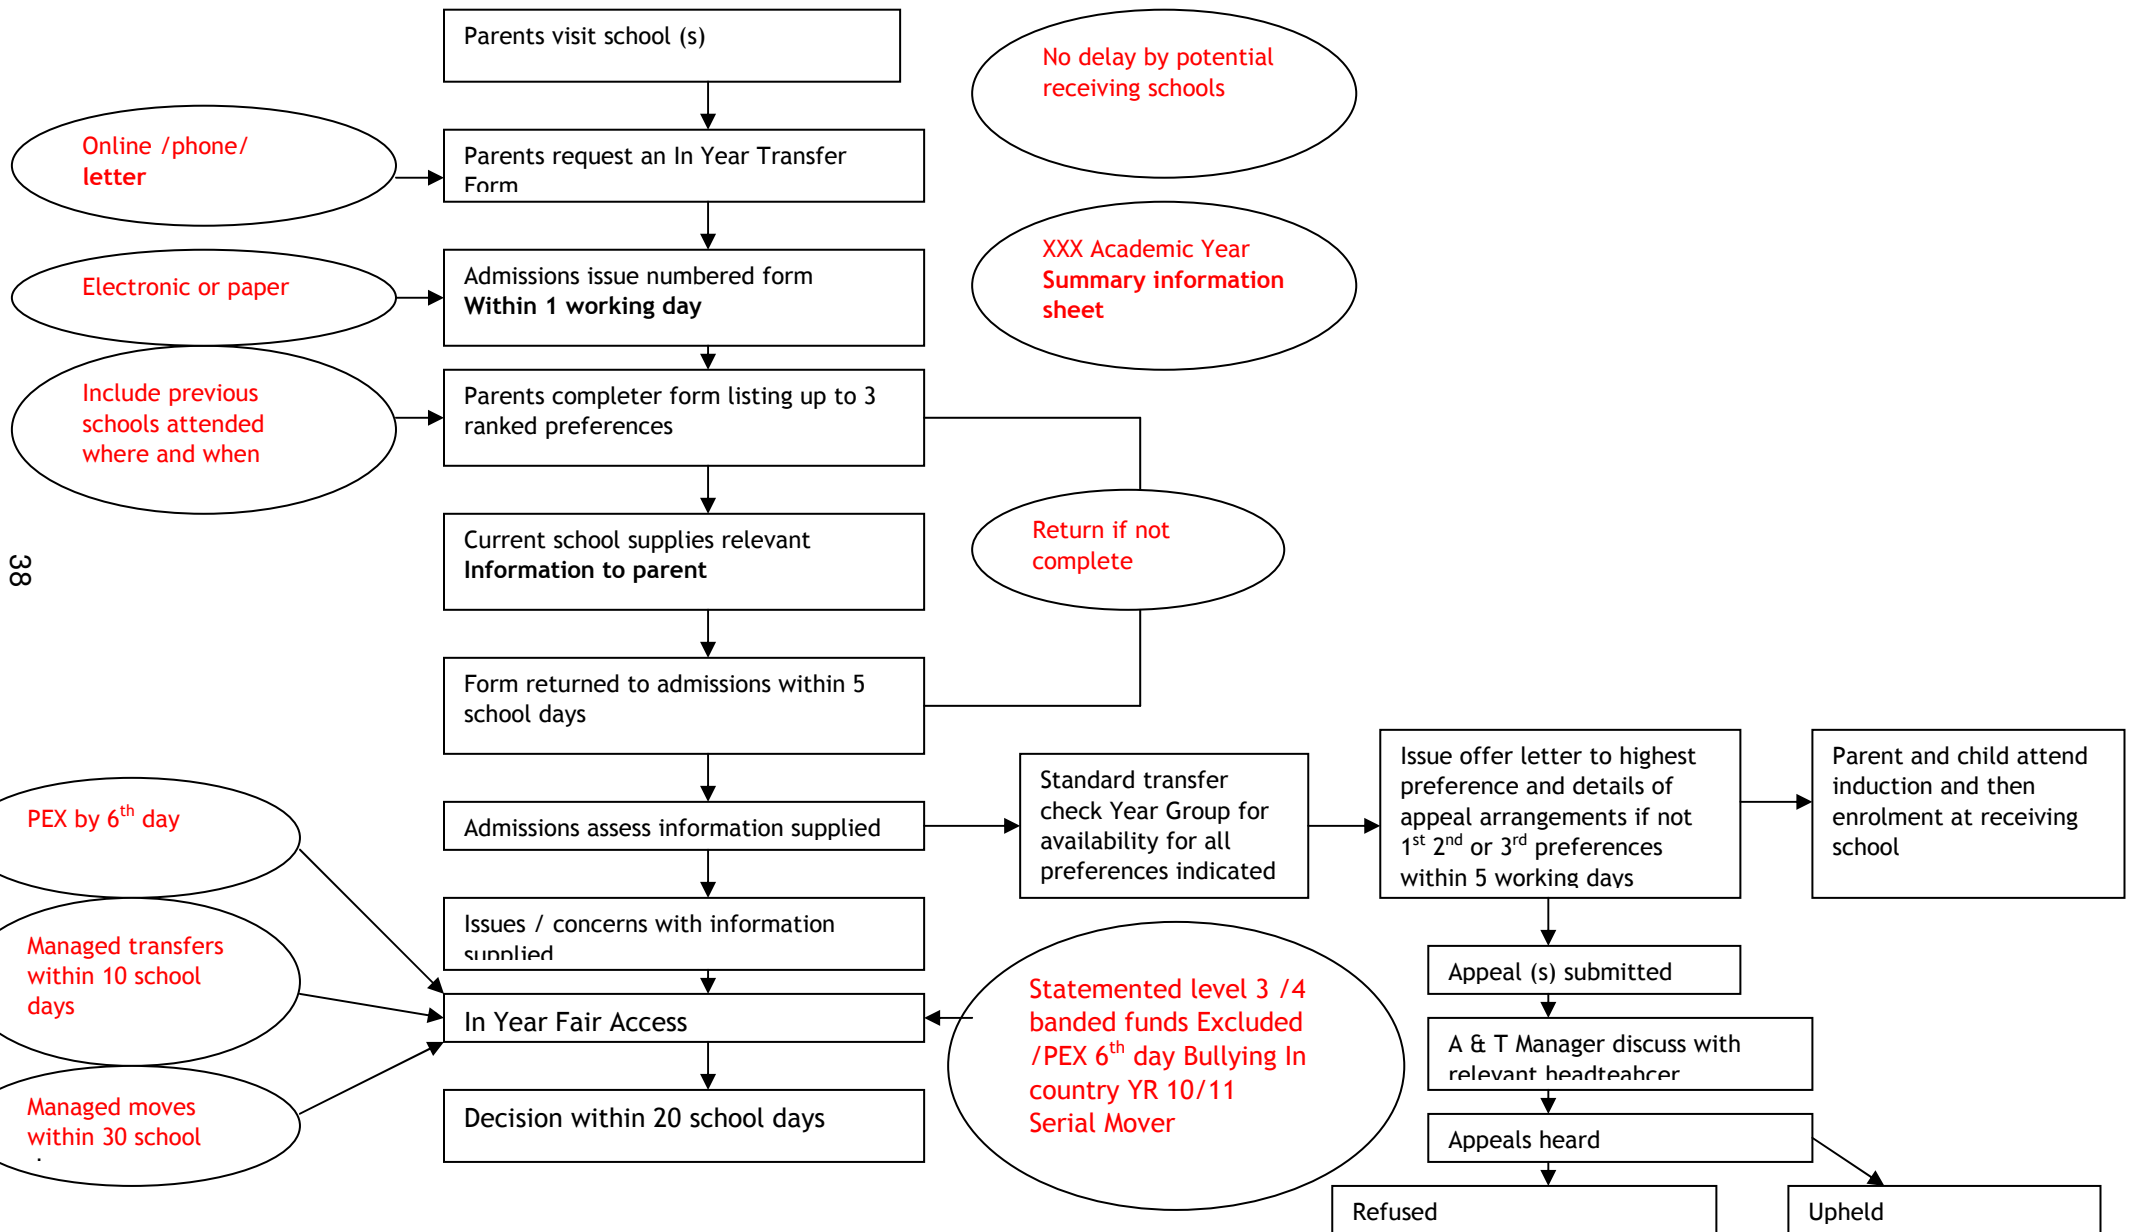 Parents visit school (s)
No delay by potential
receiving schools
Online /phone/
letter
Parents request an In Year Transfer
Form
XXX Academic Year
Summary information
sheet
Electronic or paper
Admissions issue numbered form
Within 1 working day
Include previous
schools attended
where and when
Parents completer form listing up to 3
ranked preferences
Current school supplies relevant
Information to parent
Return if not
complete
38
Form returned to admissions within 5
school days
PEX by 6th day
Admissions assess information supplied
Standard transfer
check Year Group for
availability for all
preferences indicated
Issue offer letter to highest
preference and details of
appeal arrangements if not
1st 2nd or 3rd preferences
within 5 working days
Parent and child attend
induction and then
enrolment at receiving
school
Issues / concerns with information
supplied
Managed transfers
within 10 school
days
In Year Fair Access
Statemented level 3 /4
banded funds Excluded
/PEX 6th day Bullying In
country YR 10/11
Serial Mover
Appeal (s) submitted
A & T Manager discuss with
relevant headteahcer
Managed moves
within 30 school
Decision within 20 school days
Appeals heard
Refused
Upheld